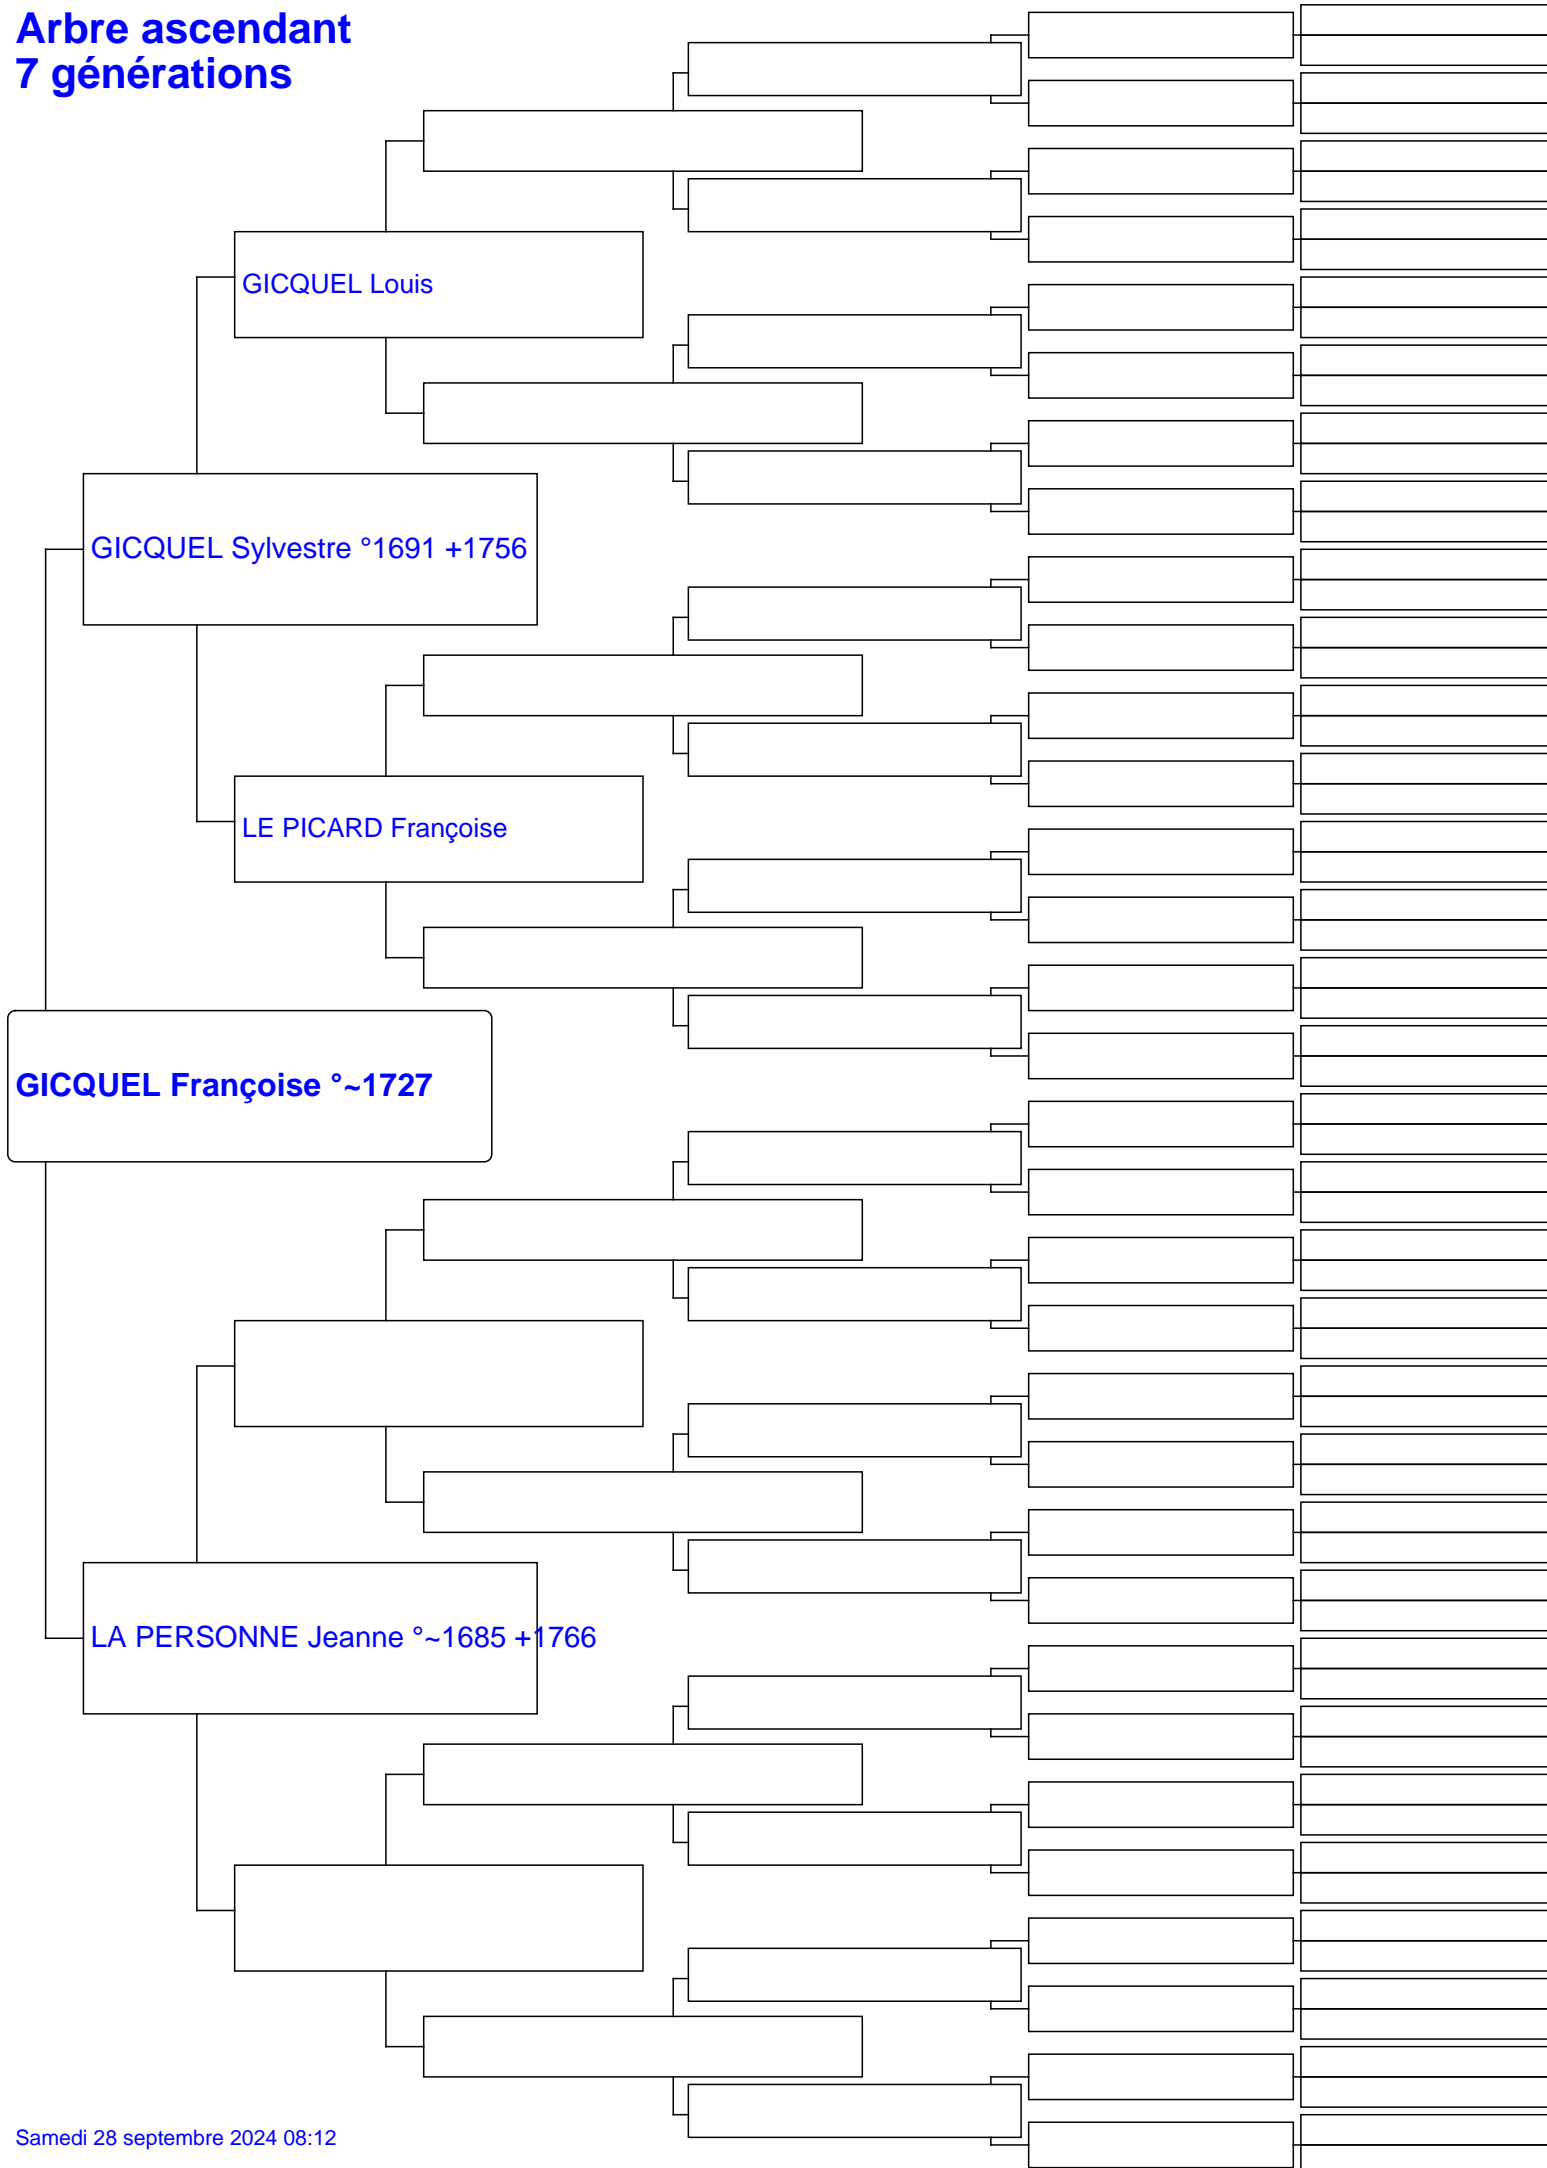 Arbre ascendant
7 générations
GICQUEL Louis
GICQUEL Sylvestre °1691 +1756
LE PICARD Françoise
GICQUEL Françoise °~1727
LA PERSONNE Jeanne °~1685 +1766
Samedi 28 septembre 2024 08:12